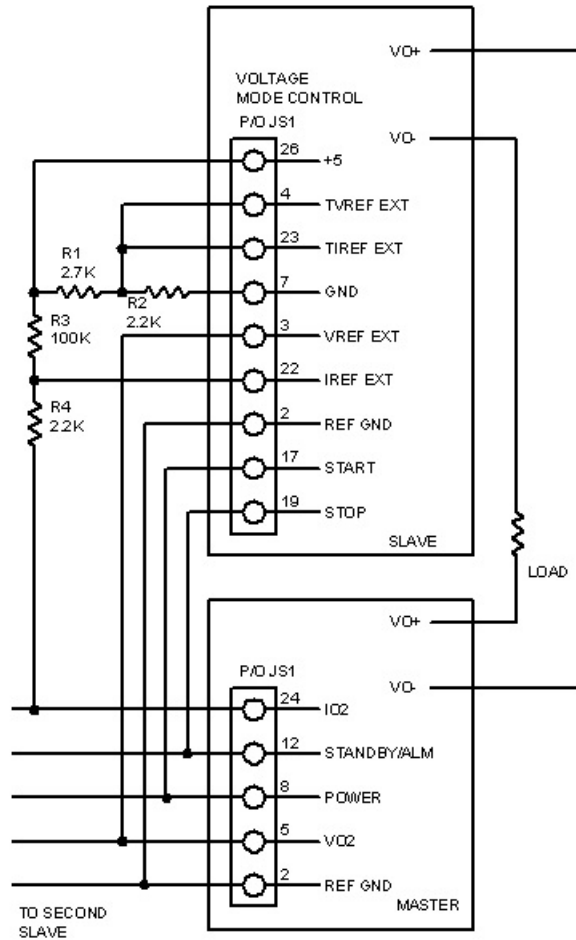 VO+
VOLTAGE
MODE CONTROL
VO-
P/O JS1
26 +5
4 TVREF EXT
23 TIREF EXT
R1
2.7K
7 GND
R2
2.2K
R3
100K
3 VREF EXT
22 IREF EXT
R4
2.2K
2 REF GND
17 START
19 STOP
SLAVE
LOAD
VO+
P/O JS1
VO-
24 IO2
12 STANDBY/ALM
8 POWER
5 VO2
2 REF GND
MASTER
TO SECOND
SLAVE